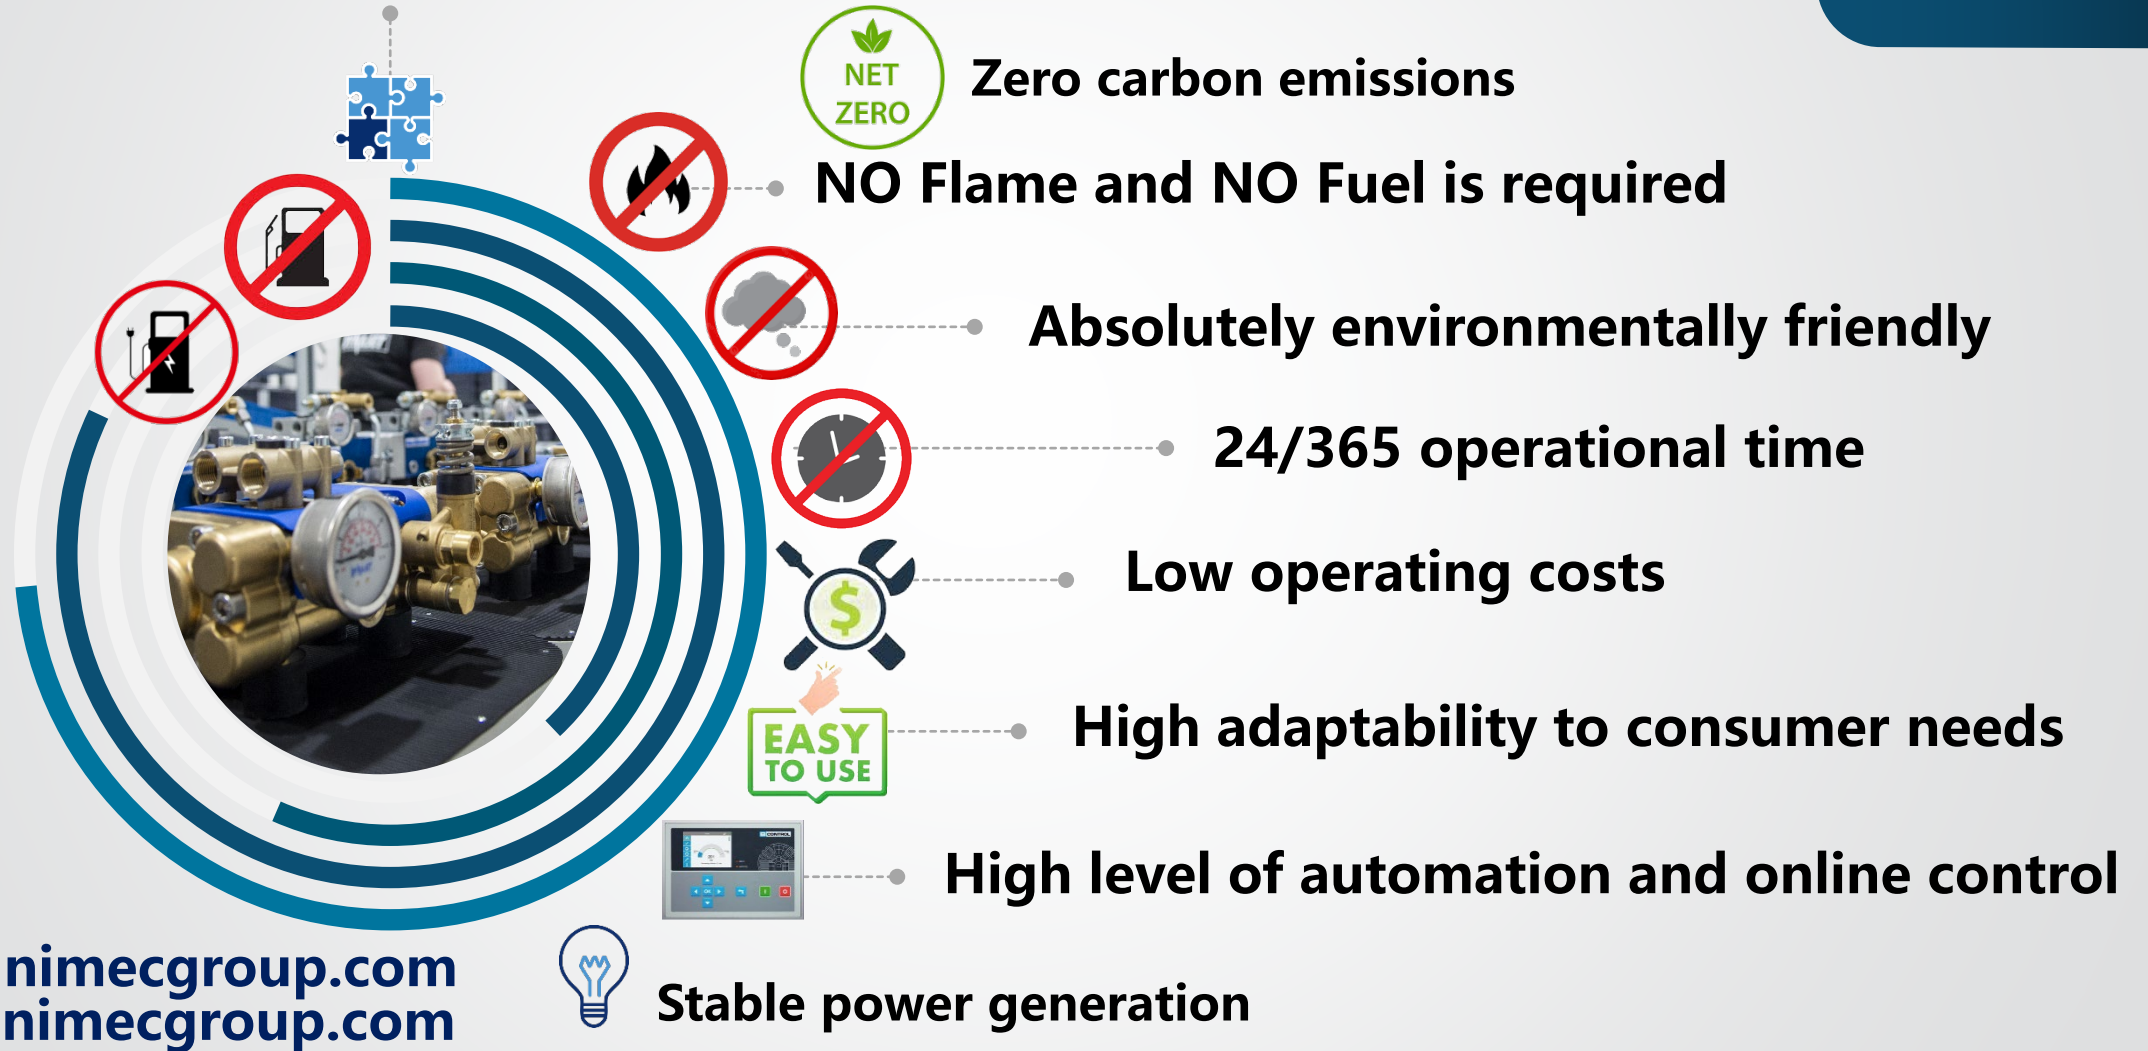 NET
ZERO
Zero carbon emissions
NO Flame and NO Fuel is required
Absolutely environmentally friendly
24/365 operational time
Low operating costs
$
EASY
TO USE
High adaptability to consumer needs
CONTROL
OK
High level of automation and online control
Stable power generation
nimecgroup.com
nimecgroup.com